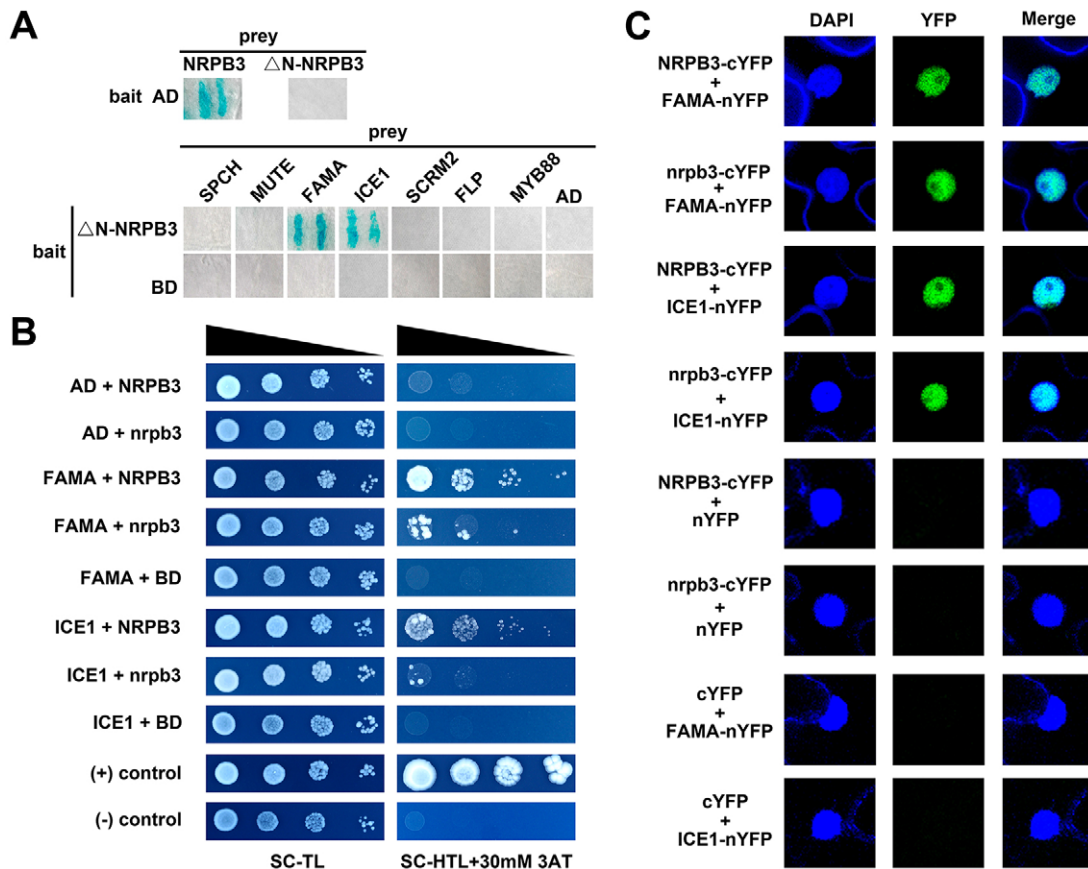 A
prey
NRPB3 △N-NRPB3
bait AD
prey
SPCH MUTE FAMA ICE1 SCRM2 FLP MYB88 AD
bait
△N-NRPB3
BD
B
AD + NRPB3
AD + nrpb3
FAMA + NRPB3
FAMA + nrpb3
FAMA + BD
ICE1 + NRPB3
ICE1 + nrpb3
ICE1 + BD
(+) control
(-) control
SC-TL SC-HTL+30mM 3AT
C
DAPI YFP Merge
NRPB3-cYFP
+
FAMA-nYFP
nrpb3-cYFP
+
FAMA-nYFP
NRPB3-cYFP
+
ICE1-nYFP
nrpb3-cYFP
+
ICE1-nYFP
NRPB3-cYFP
+
nYFP
nrpb3-cYFP
+
nYFP
cYFP
+
FAMA-nYFP
cYFP
+
ICE1-nYFP